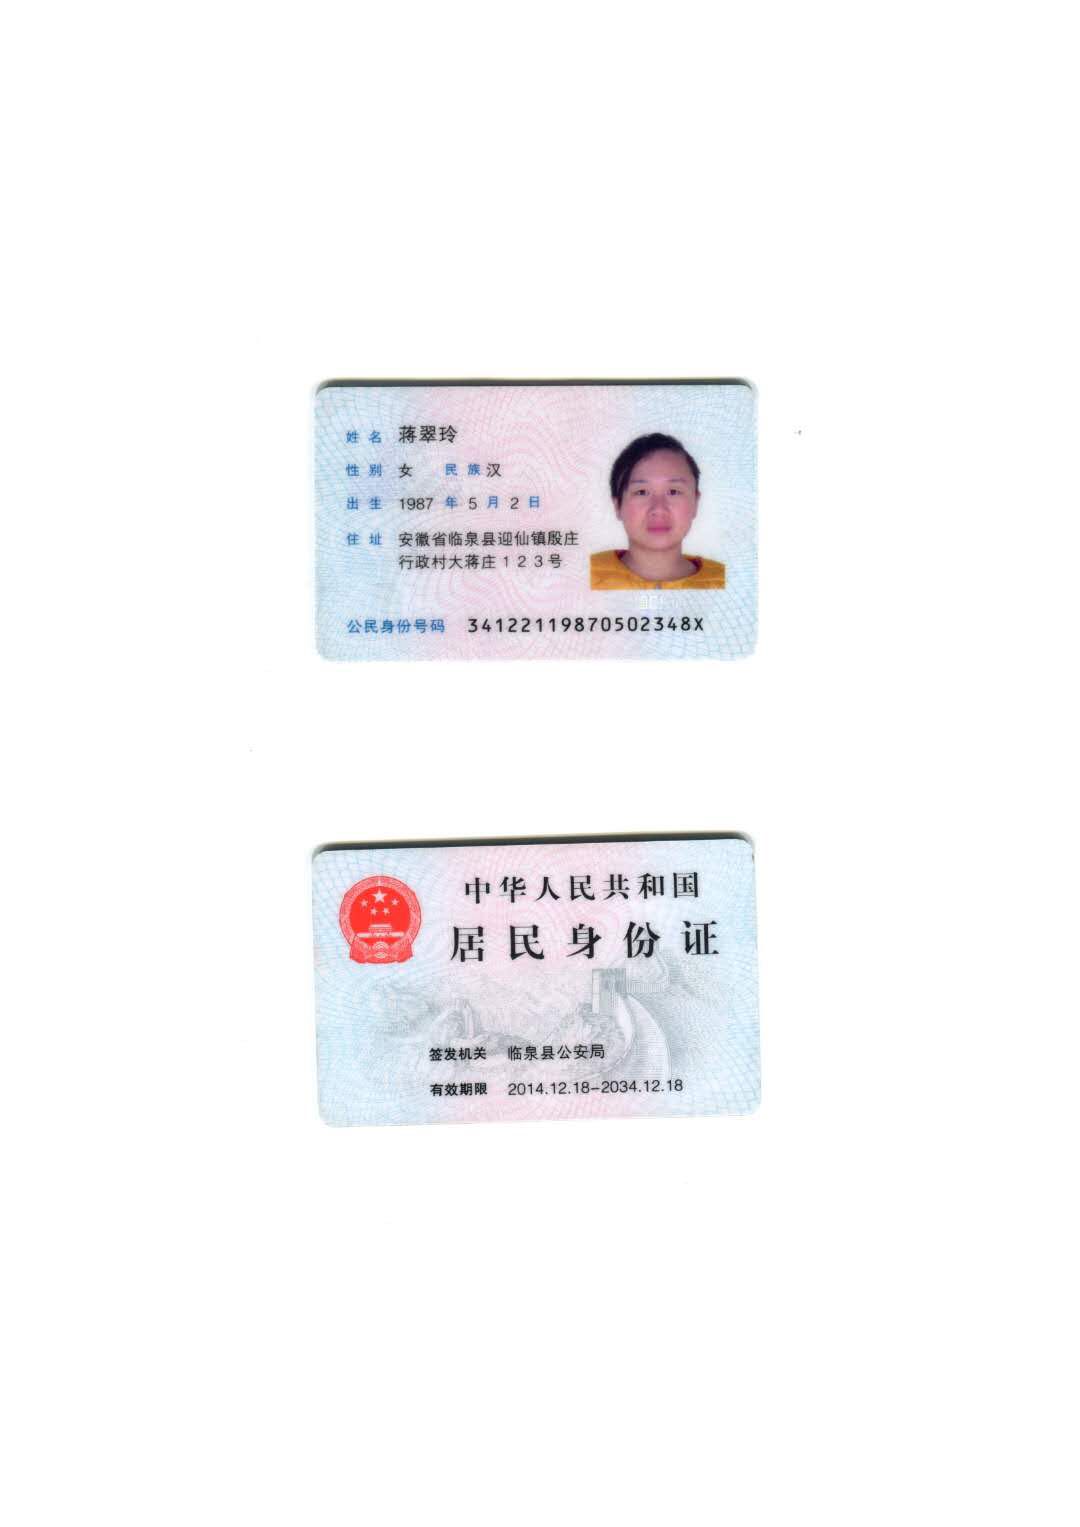 姓名 蒋翠玲
性别 女 民族 汉
出生 1987 年 5 月 2 日
住址 安徽省临泉县迎仙镇殷庄
行政村大蒋庄123号
公民身份号码 34122119870502348X
中华人民共和国
居民身份证
签发机关 临泉县公安局
有效期限 2014.12.18-2034.12.18